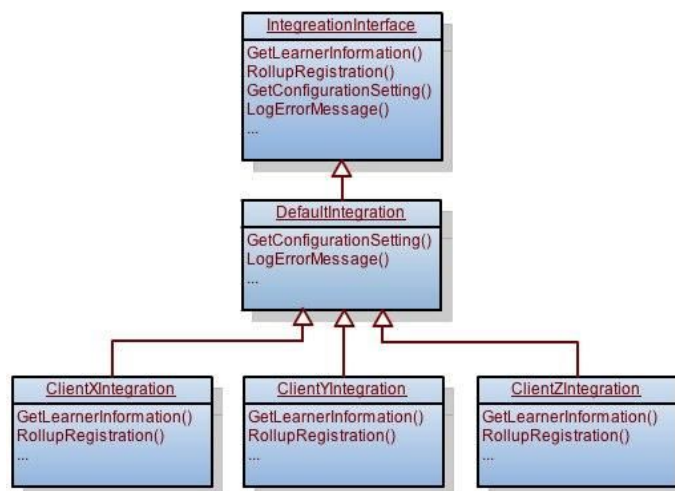 IntegreationInterface
GetLearnerInformation()
RollupRegistration()
GetConfigurationSetting()
LogErrorMessage()
...
DefaultIntegration
GetConfigurationSetting()
LogErrorMessage()
...
ClientXIntegration
GetLearnerInformation()
RollupRegistration()
...
ClientYIntegration
GetLearnerInformation()
RollupRegistration()
...
ClientZIntegration
GetLearnerInformation()
RollupRegistration()
...